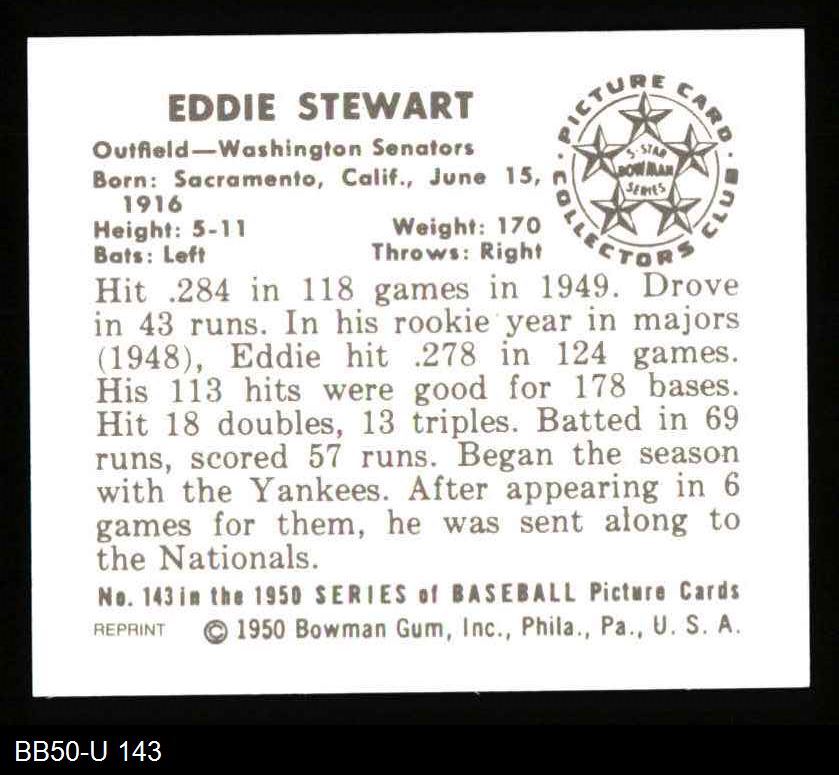 EDDIE STEWART
Outfield—Washington Senators
Born: Sacramento, Calif., June 15,
1916
Height: 5-11 Weight: 170
Bats: Left Throws: Right
PICTURE CARD
COLLECTORS CLUB
5-STAR
BOWMAN
SERIES
Hit .284 in 118 games in 1949. Drove
in 43 runs. In his rookie year in majors
(1948), Eddie hit .278 in 124 games.
His 113 hits were good for 178 bases.
Hit 18 doubles, 13 triples. Batted in 69
runs, scored 57 runs. Began the season
with the Yankees. After appearing in 6
games for them, he was sent along to
the Nationals.
No. 143 in the 1950 SERIES of BASEBALL Picture Cards
REPRINT © 1950 Bowman Gum, Inc., Phila., Pa., U. S. A.
BB50-U 143